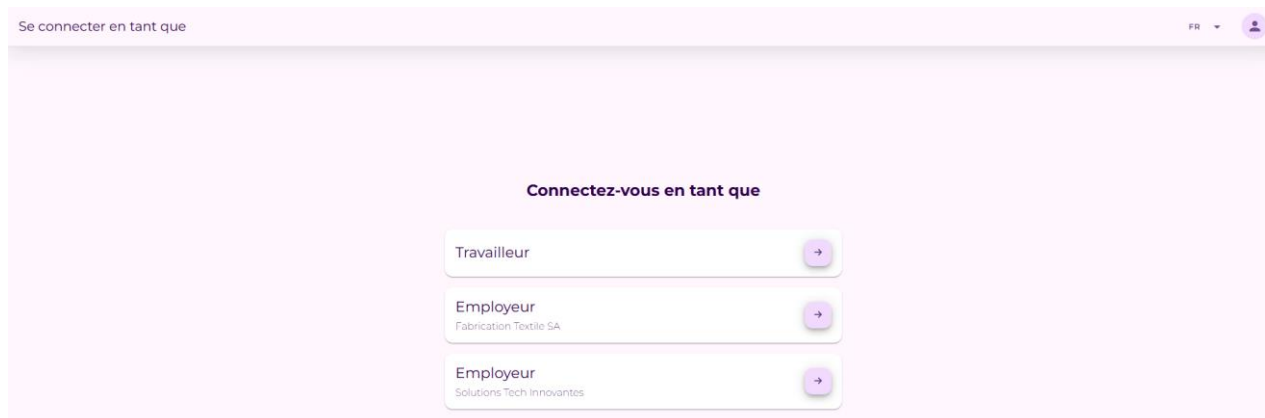 Se connecter en tant que
FR
Connectez-vous en tant que
Travailleur
Employeur
Fabrication Textile SA
Employeur
Solutions Tech Innovantes